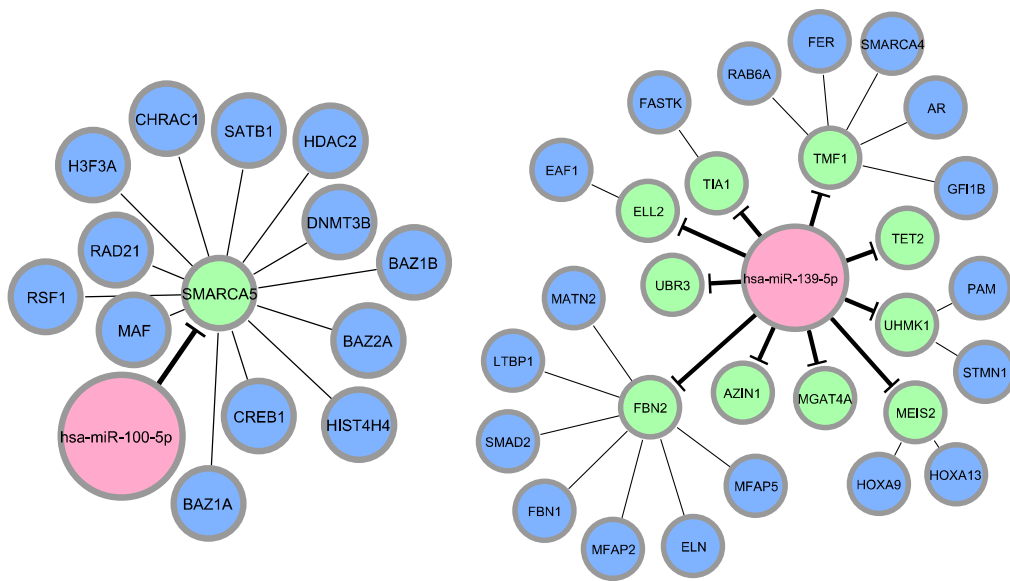 CHRAC1
SATB1
HDAC2
H3F3A
DNMT3B
RAD21
BAZ1B
SMARCA5
RSF1
MAF
BAZ2A
CREB1
HIST4H4
hsa-miR-100-5p
BAZ1A
FER
SMARCA4
RAB6A
FASTK
AR
TMF1
EAF1
TIA1
GFI1B
ELL2
TET2
hsa-miR-139-5p
UBR3
PAM
MATN2
UHMK1
LTBP1
STMN1
AZIN1
MGAT4A
FBN2
MEIS2
SMAD2
HOXA13
HOXA9
MFAP5
FBN1
ELN
MFAP2